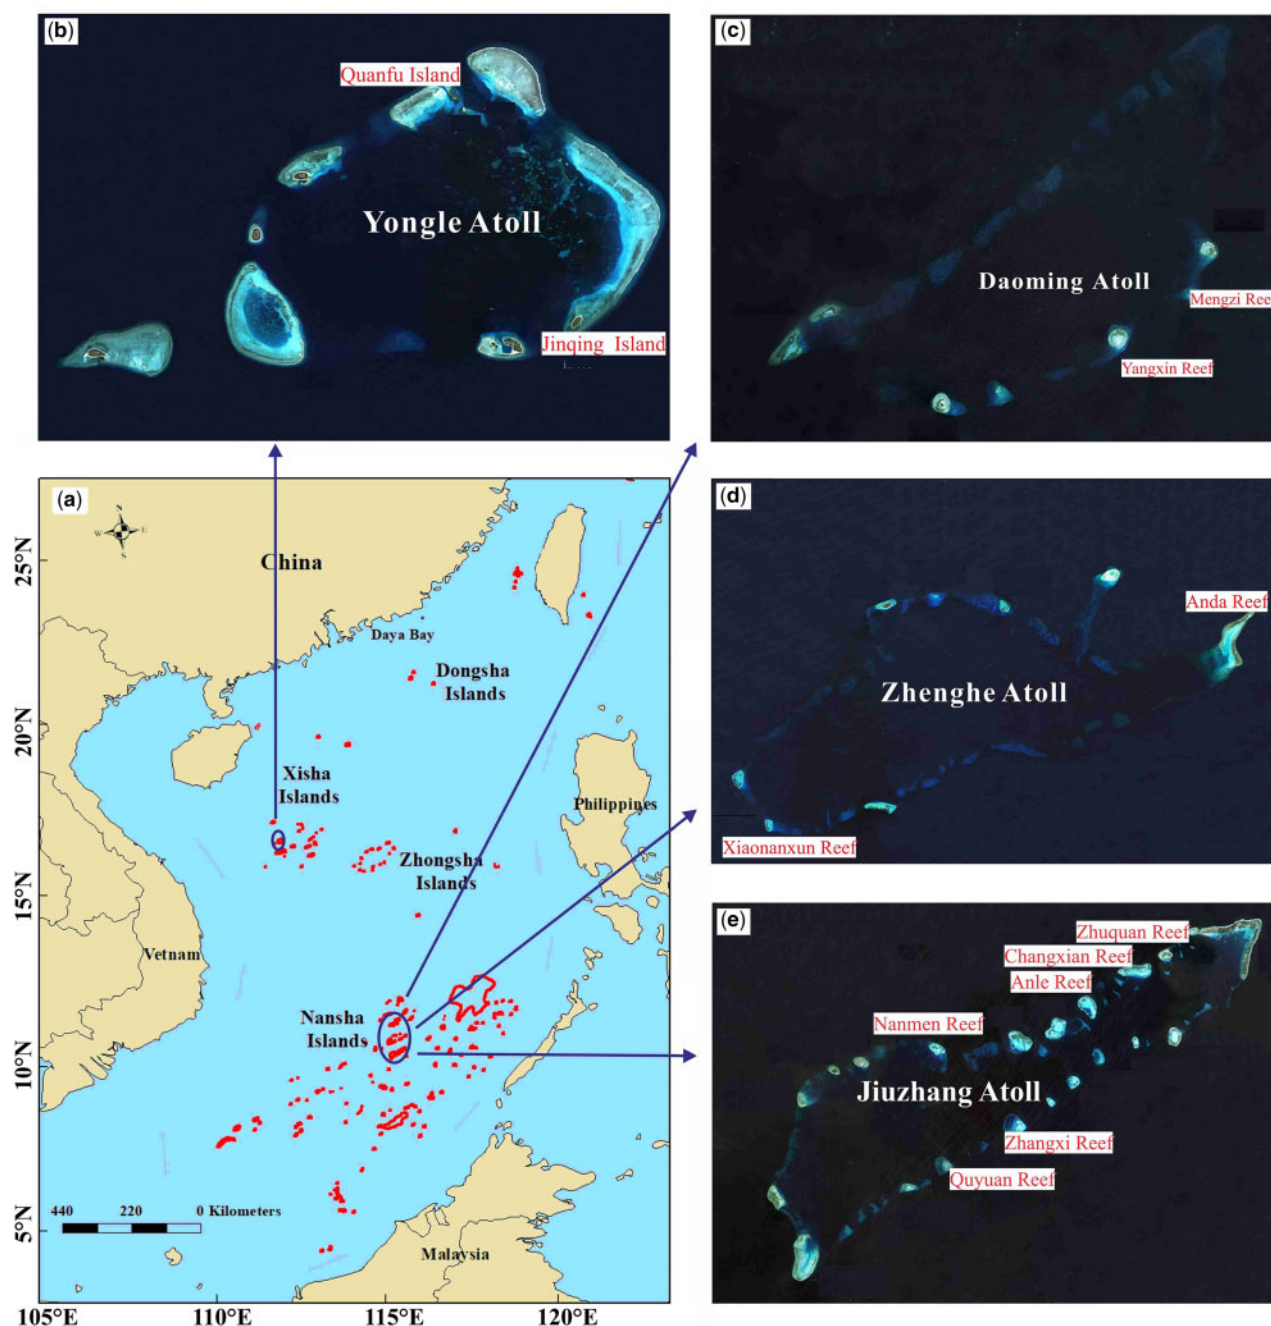 (b)
Quanfu Island
Yongle Atoll
Jinqing Island
(c)
Daoming Atoll
Mengzi Ree
Yangxin Reef
(a)
N
W E
S
China
Daya Bay
Dongsha
Islands
Xisha
Islands
Zhongsha
Islands
Philippines
Vietnam
Nansha
Islands
Malaysia
440 220 0 Kilometers
25°N
20°N
15°N
10°N
5°N
105°E 110°E 115°E 120°E
(d)
Anda Reef
Zhenghe Atoll
Xiaonanxun Reef
(e)
Zhuquan Reef
Changxian Reef
Anle Reef
Nanmen Reef
Jiuzhang Atoll
Zhangxi Reef
Quyuan Reef